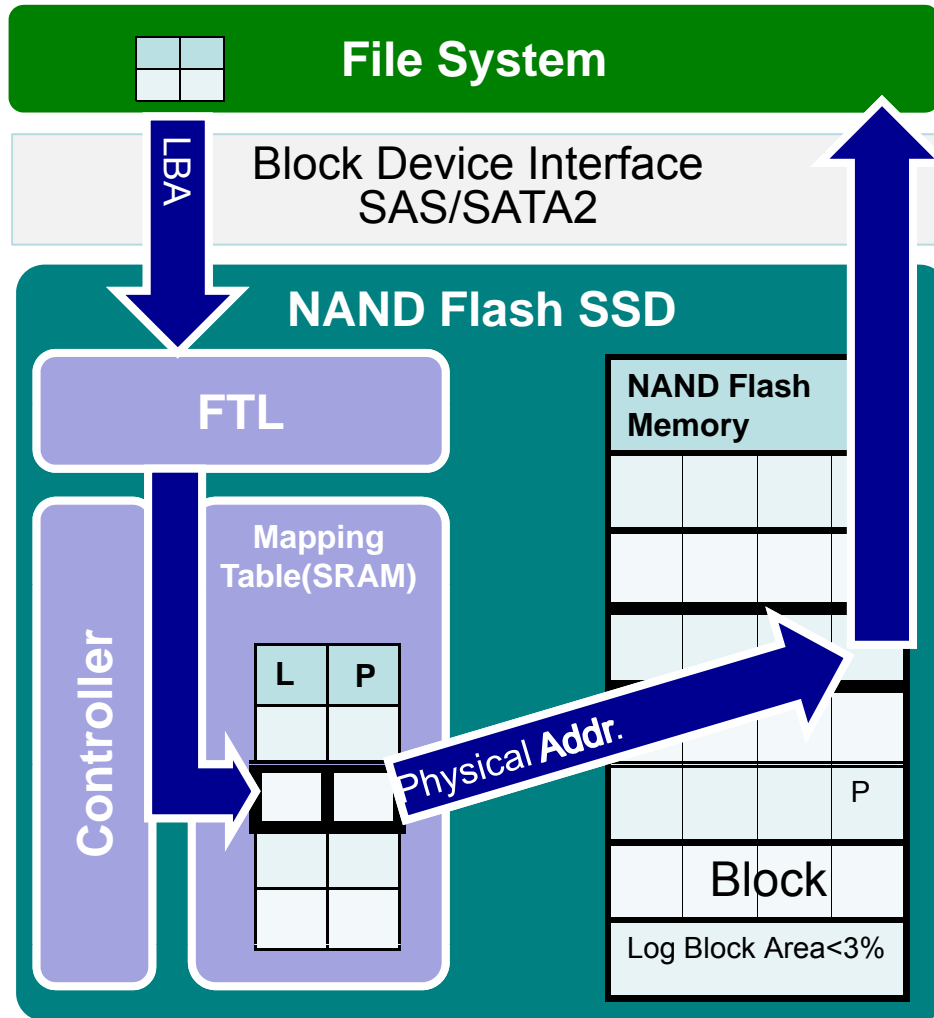 File System
LBA
Block Device Interface
SAS/SATA2
NAND Flash SSD
FTL
NAND Flash
Memory
Mapping
Table(SRAM)
Controller
L P
Physical Addr.
P
Block
Log Block Area<3%